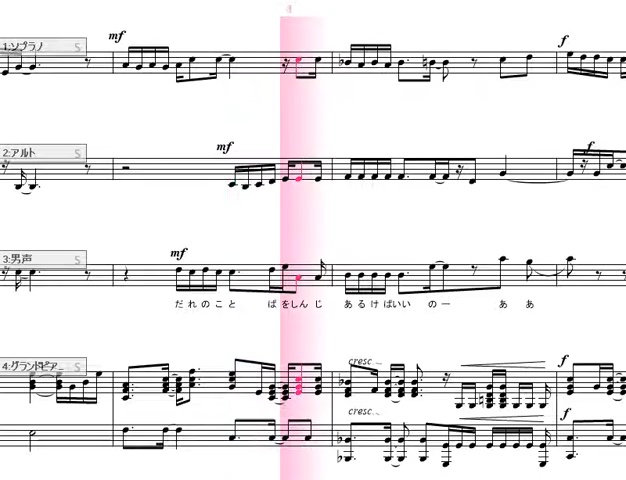 mf
f
1:ソプラノ S
mf
f
2:アルト S
mf
3:男声 S
だれのこと ばをしんじ あるけばいい のー ああ
4:グランドピア_ S
cresc...
f
cresc...
f